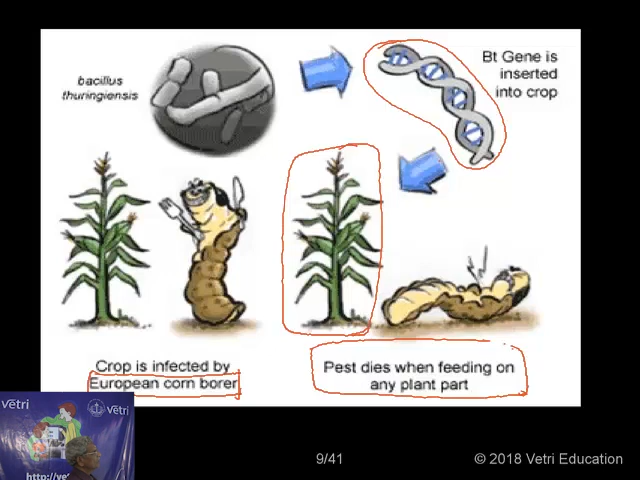 bacillus
thuringiensis
Bt Gene is
inserted
into crop
Crop is infected by
European corn borer
Pest dies when feeding on
any plant part
Vētri
Vetri
9/41
© 2018 Vetri Education